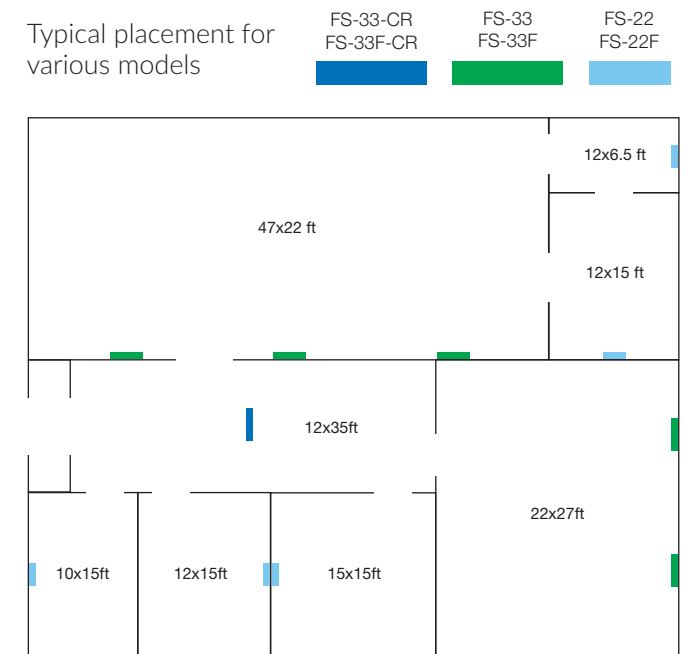 Typical placement for
various models
FS-33-CR
FS-33F-CR
FS-33
FS-33F
FS-22
FS-22F
12x6.5 ft
47x22 ft
12x15 ft
12x35ft
22x27ft
10x15ft
12x15ft
15x15ft